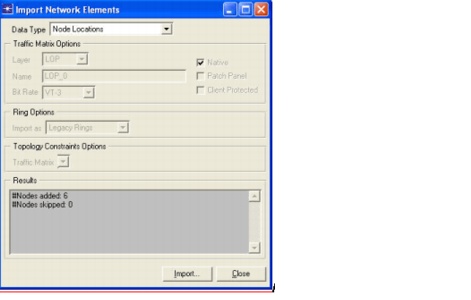 Import Network Elements
Data Type Node Locations
Traffic Matrix Options
Layer LOP
Native
Name LOP_0
Patch Panel
Bit Rate VT-3
Client Protected
Ring Options
Import as Legacy Rings
Topology Constraints Options
Traffic Matrix
Results
#Nodes added: 6
#Nodes skipped: 0
Import... Close